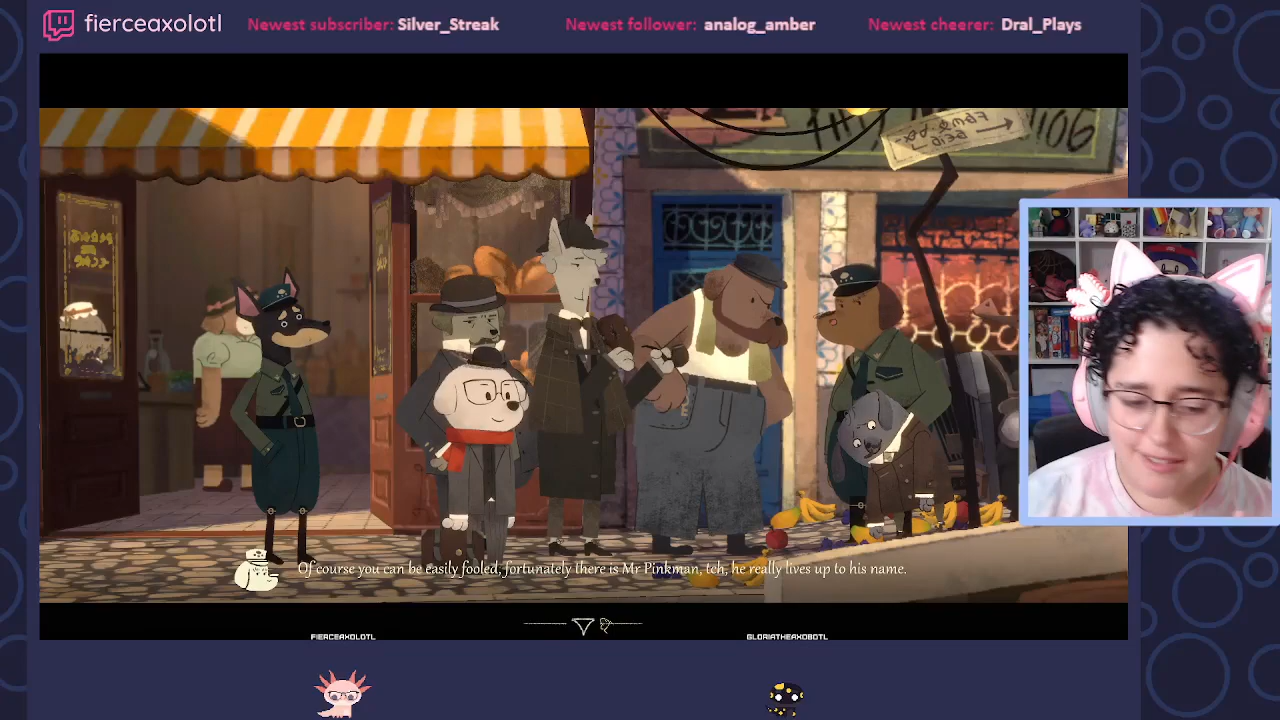 fierceaxolotl
Newest subscriber: Silver_Streak
Newest follower: analog_amber
Newest cheerer: Dral_Plays
Of course you can be easily fooled, fortunately there is Mr Pinkman, tch, he really lives up to his name.
FIERCEAXOLOTL
GLORIATHEAXOBOTL